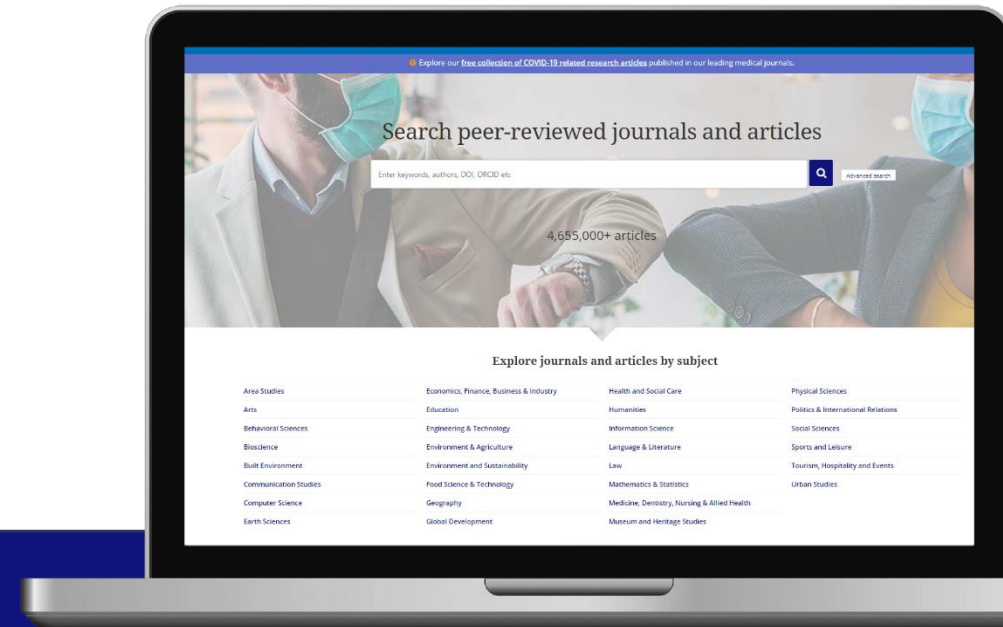 Explore our free collection of COVID-19 related research articles published in our leading medical journals.
Search peer-reviewed journals and articles
Enter keywords, authors, DOI, ORCID etc
Advanced search
4,655,000+ articles
Explore journals and articles by subject
Area Studies
Arts
Behavioral Sciences
Bioscience
Built Environment
Communication Studies
Computer Science
Earth Sciences
Economics, Finance, Business & Industry
Education
Engineering & Technology
Environment & Agriculture
Environment and Sustainability
Food Science & Technology
Geography
Global Development
Health and Social Care
Humanities
Information Science
Language & Literature
Law
Mathematics & Statistics
Medicine, Dentistry, Nursing & Allied Health
Museum and Heritage Studies
Physical Sciences
Politics & International Relations
Social Sciences
Sports and Leisure
Tourism, Hospitality and Events
Urban Studies